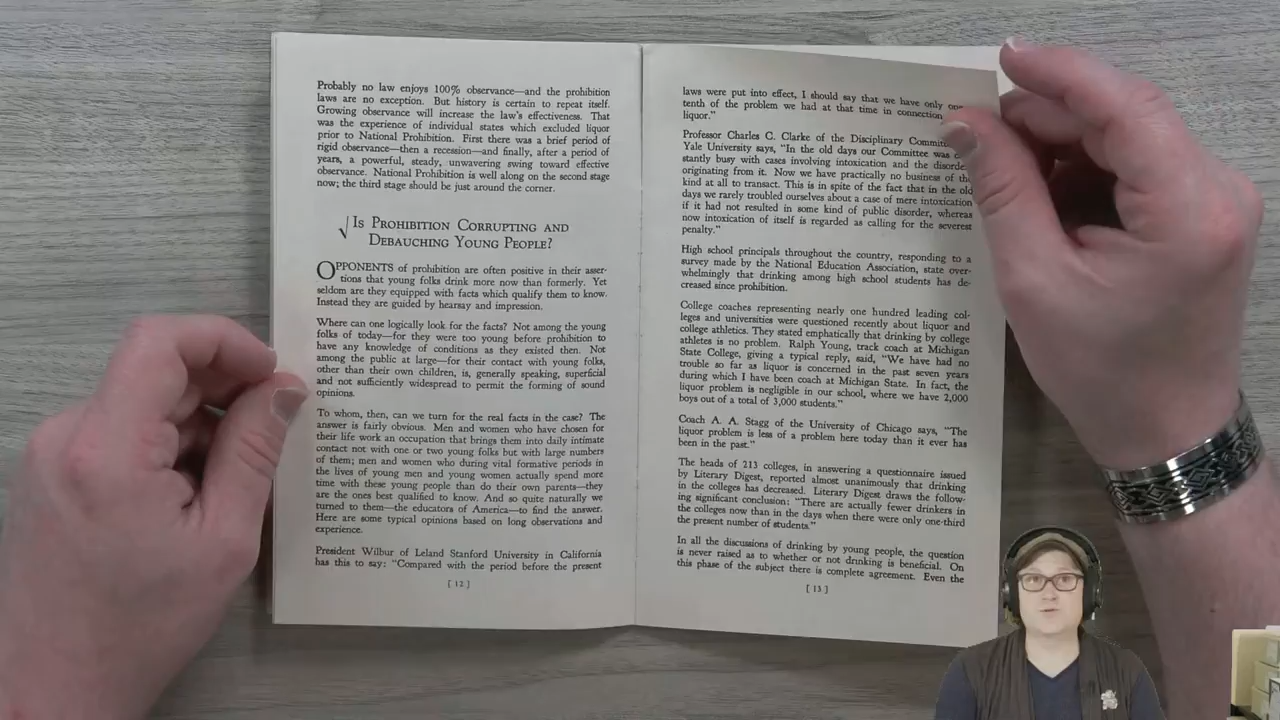 Probably no law enjoys 100% observance—and the prohibition
laws are no exception. But history is certain to repeat itself.
Growing observance will increase the law's effectiveness. That
was the experience of individual states which excluded liquor
prior to National Prohibition. First there was a brief period of
rigid observance—then a recession—and finally, after a period of
years, a powerful, steady, unwavering swing toward effective
observance. National Prohibition is well along on the second stage
now; the third stage should be just around the corner.
√Is Prohibition Corrupting and
Debauching Young People?
OPPONENTS of prohibition are often positive in their asser-
tions that young folks drink more now than formerly. Yet
seldom are they equipped with facts which qualify them to know.
Instead they are guided by hearsay and impression.
Where can one logically look for the facts? Not among the young
folks of today—for they were too young before prohibition to
have any knowledge of conditions as they existed then. Not
among the public at large—for their contact with young folks,
other than their own children, is, generally speaking, superficial
and not sufficiently widespread to permit the forming of sound
opinions.
To whom, then, can we turn for the real facts in the case? The
answer is fairly obvious. Men and women who have chosen for
their life work an occupation that brings them into daily intimate
contact not with one or two young folks but with large numbers
of them; men and women who during vital formative periods in
the lives of young men and young women actually spend more
time with these young people than do their own parents—they
are the ones best qualified to know. And so quite naturally we
turned to them—the educators of America—to find the answer.
Here are some typical opinions based on long observations and
experience.
President Wilbur of Leland Stanford University in California
has this to say: "Compared with the period before the present
[ 12 ]
laws were put into effect, I should say that we have only one-
tenth of the problem we had at that time in connection
liquor."
Professor Charles C. Clarke of the Disciplinary
Yale University says, "In the old days our Committee was
stantly busy with cases involving intoxication and the
originating from it. Now we have practically no business of the
kind at all to transact. This is in spite of the fact that in the old
days we rarely troubled ourselves about a case of mere intoxication
if it had not resulted in some kind of public disorder, whereas
now intoxication of itself is regarded as calling for the severest
penalty."
High school principals throughout the country, responding to a
survey made by the National Education Association, state over-
whelmingly that drinking among high school students has de-
creased since prohibition.
College coaches representing nearly one hundred leading col-
leges and universities were questioned recently about liquor and
college athletics. They stated emphatically that drinking by college
athletes is no problem. Ralph Young, track coach at Michigan
State College, giving a typical reply, said, "We have had no
trouble so far as liquor is concerned in the past seven years
during which I have been coach at Michigan State. In fact, the
liquor problem is negligible in our school, where we have 2,000
boys out of a total of 3,000 students."
Coach A. A. Stagg of the University of Chicago says, "The
liquor problem is less of a problem here today than it ever has
been in the past."
The heads of 213 colleges, in answering a questionnaire issued
by Literary Digest, reported almost unanimously that drinking
in the colleges has decreased. Literary Digest draws the follow-
ing significant conclusion: "There are actually fewer drinkers in
the colleges now than in the days when there were only one-third
the present number of students."
In all the discussions of drinking by young people, the question
is never raised as to whether or not drinking is beneficial. On
this phase of the subject there is complete agreement. Even the
[ 13 ]